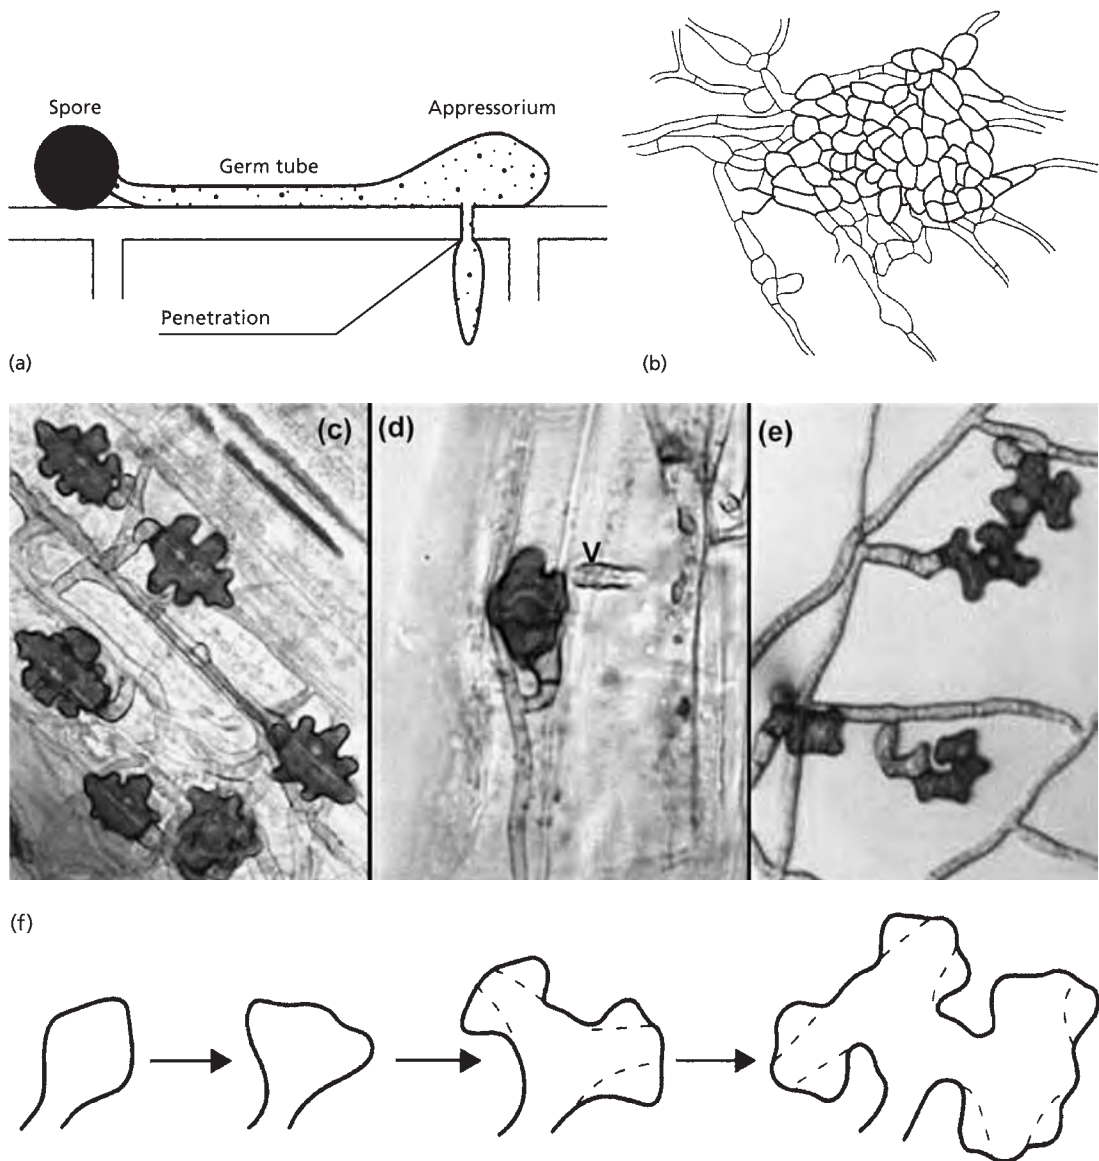 Spore
Appressorium
Germ tube
Penetration
(a)
(b)
(c)
(d)
(e)
V
(f)